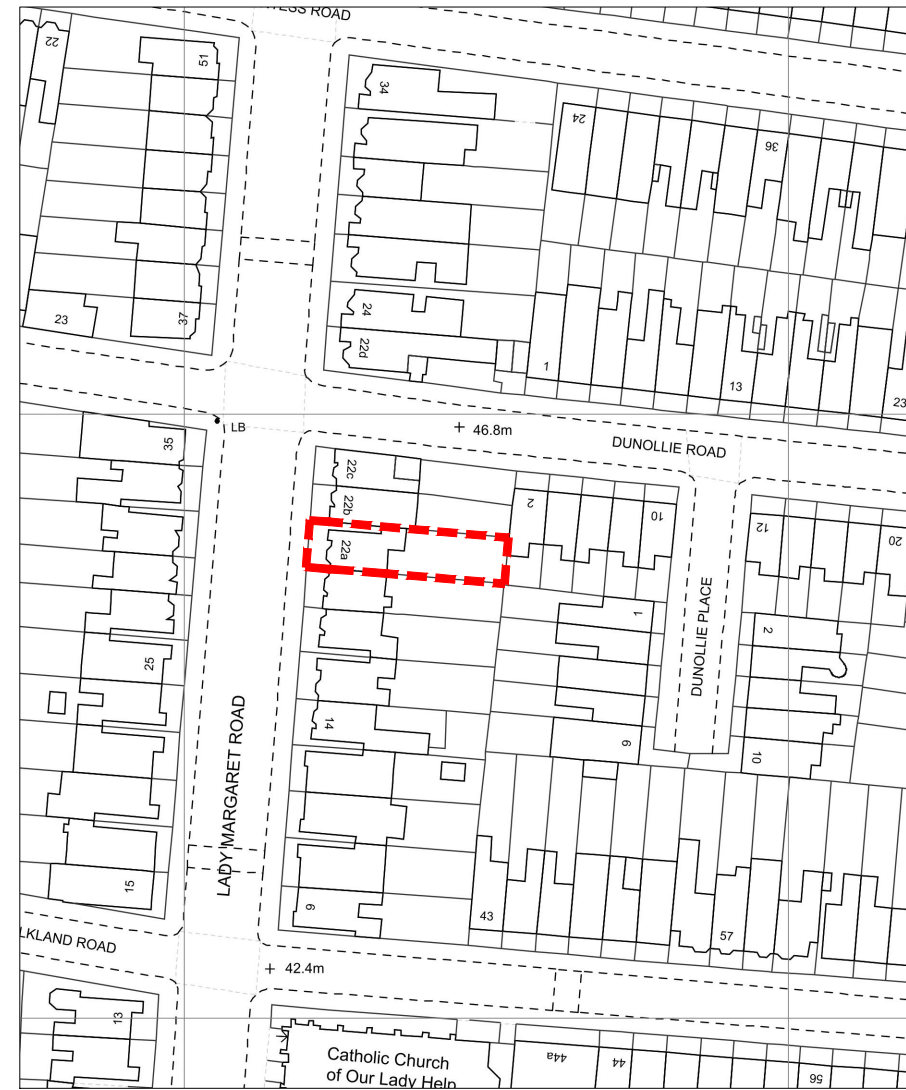 ESS ROAD
22
51
34
24
36
37
23
24
22d
1
13
23
35
LB
46.8m
DUNOLLIE ROAD
22c
22b
22a
2
10
12
20
1
2
DUNOLLIE PLACE
25
14
9
10
LADY MARGARET ROAD
15
6
43
57
LKLAND ROAD
42.4m
13
Catholic Church
of Our Lady Help
44a
44
56